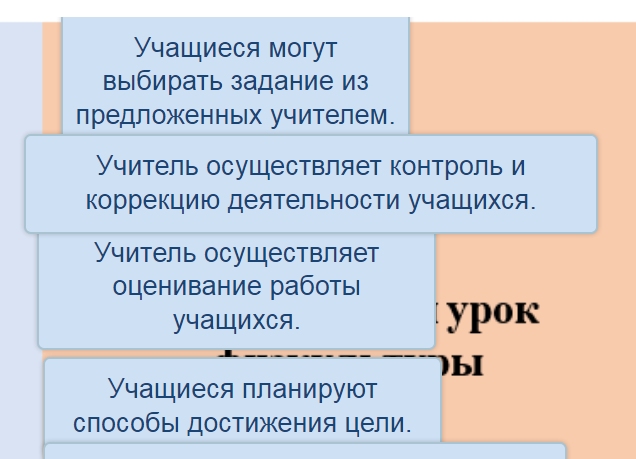 Учащиеся могут
выбирать задание из
предложенных учителем.
Учитель осуществляет контроль и
коррекцию деятельности учащихся.
Учитель осуществляет
оценивание работы
учащихся.
урок
Учащиеся планируют
способы достижения цели.